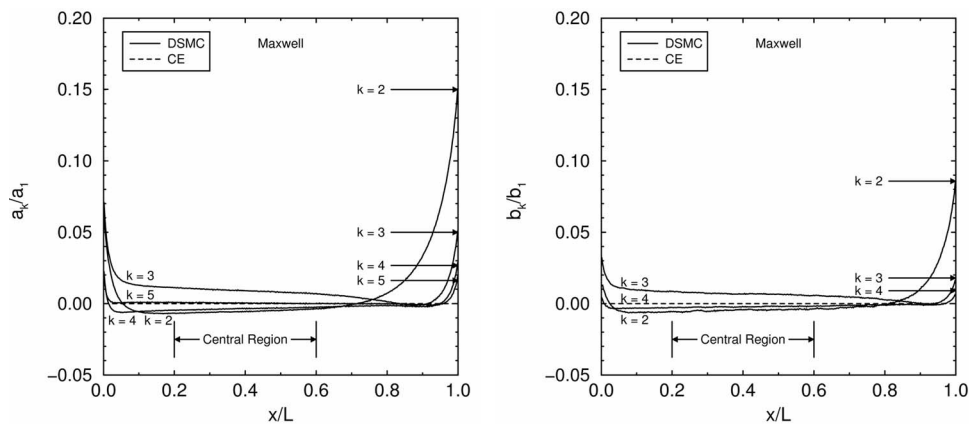 0.20
DSMC
CE
Maxwell
0.15
k = 2
0.10
a_k/a_1
0.05
k = 3
k = 4
k = 3
k = 5
k = 5
0.00
k = 4
k = 2
Central Region
−0.05
0.0
0.2
0.4
0.6
0.8
1.0
x/L
0.20
DSMC
CE
Maxwell
0.15
0.10
k = 2
b_k/b_1
0.05
k = 3
k = 3
k = 4
k = 4
0.00
k = 2
Central Region
−0.05
0.0
0.2
0.4
0.6
0.8
1.0
x/L